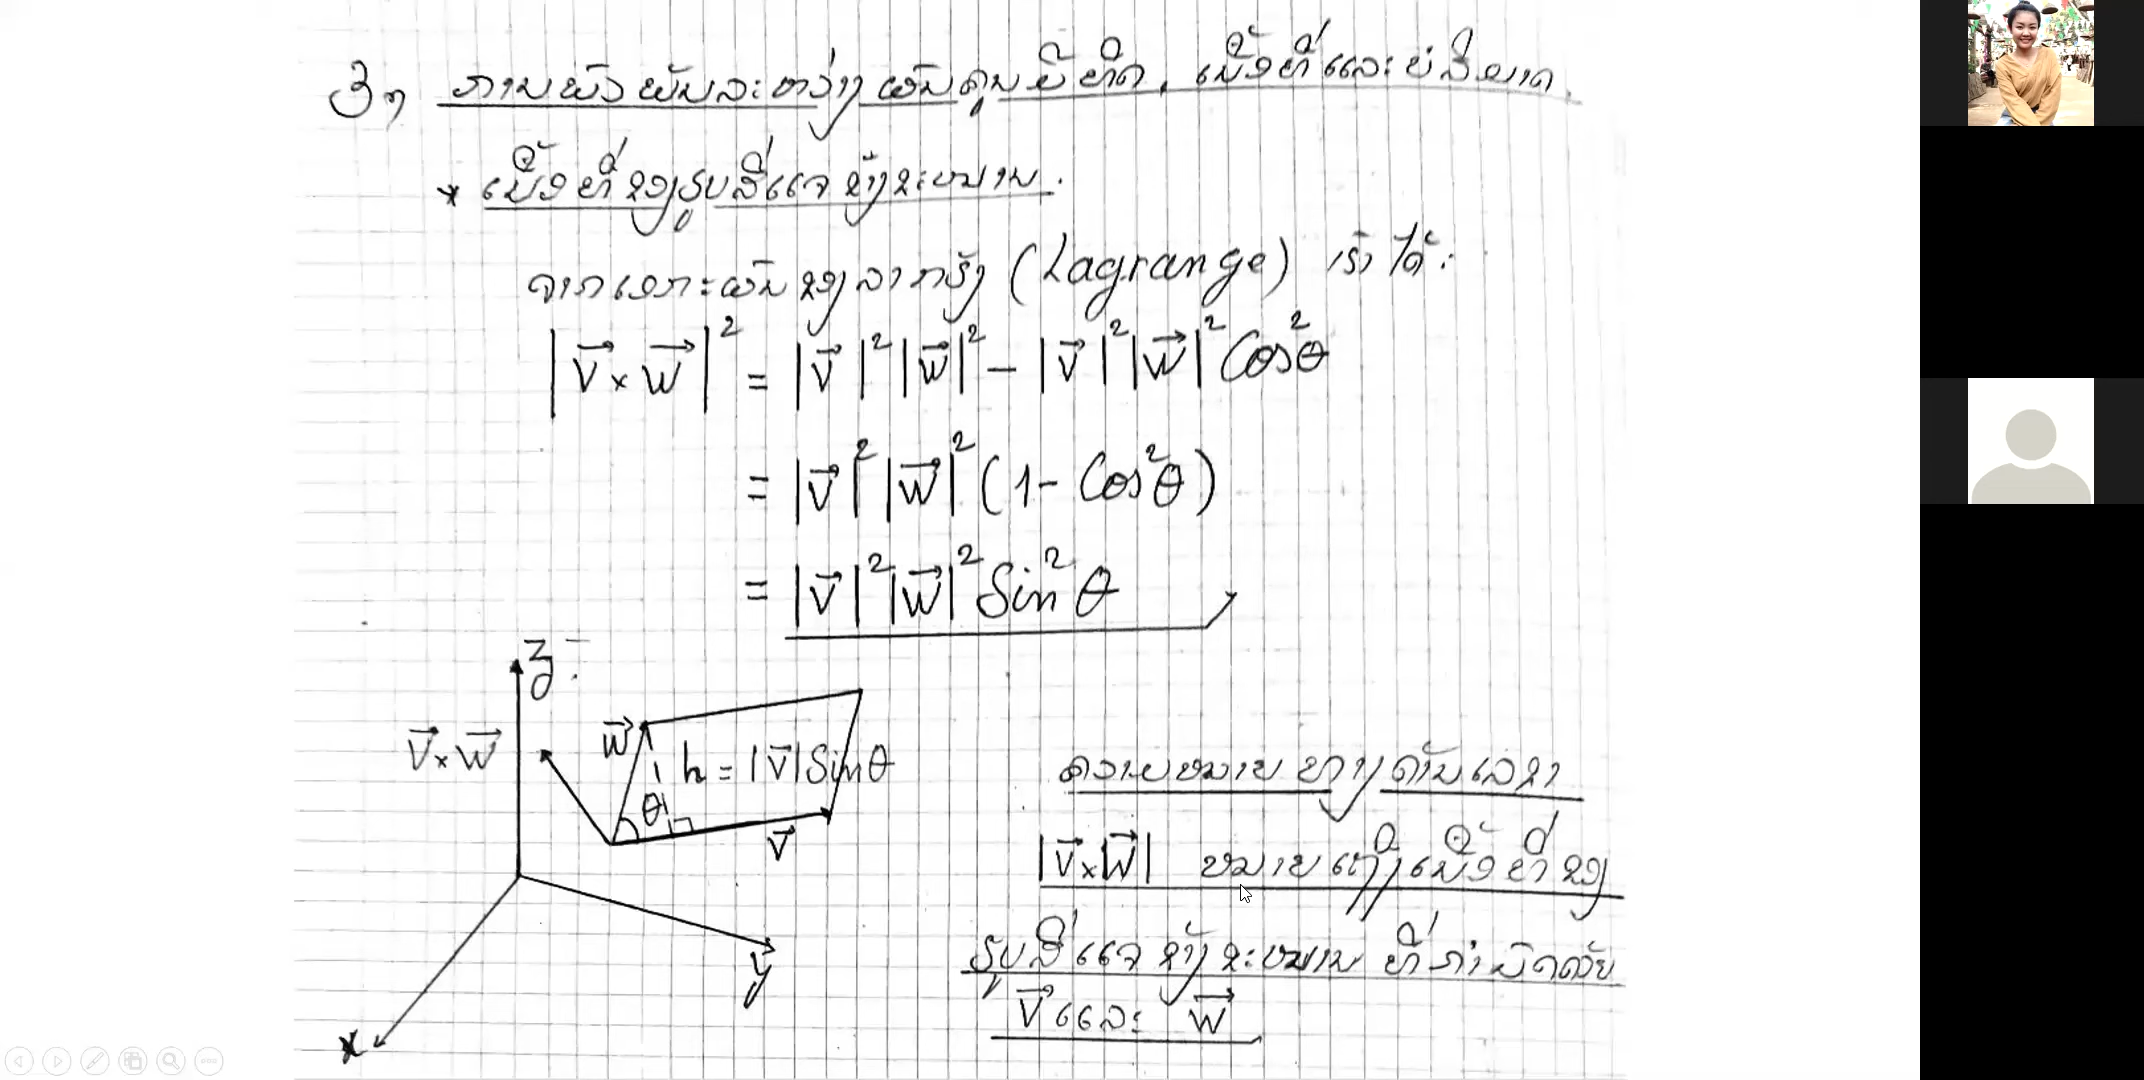 3, ການພົວພັນລະຫວ່າງຜົນຄູນມີທິດ, ເນື້ອທີ່ ແລະ ບໍລິມາດ.
* ເນື້ອທີ່ຂອງຮູບສີ່ແຈຂ້າງຂະໜານ.
ຈາກເອກະຜົນຂອງລາກຣັງ (Lagrange) ເຮົາໄດ້:
|v⃗ × w⃗|² = |v⃗|²|w⃗|² − |v⃗|²|w⃗|² Cos²θ
= |v⃗|²|w⃗|² (1 − Cos²θ)
= |v⃗|²|w⃗|² Sin²θ
z
v⃗ × w⃗
w⃗
h = |v⃗| Sin θ
θ
v⃗
y
x
ຄວາມໝາຍທາງດ້ານເລຂາ
|v⃗ × w⃗| ໝາຍເຖິງເນື້ອທີ່ຂອງ
ຮູບສີ່ແຈຂ້າງຂະໜານ ທີ່ກຳເນີດດ້ວຍ
v⃗ ແລະ w⃗